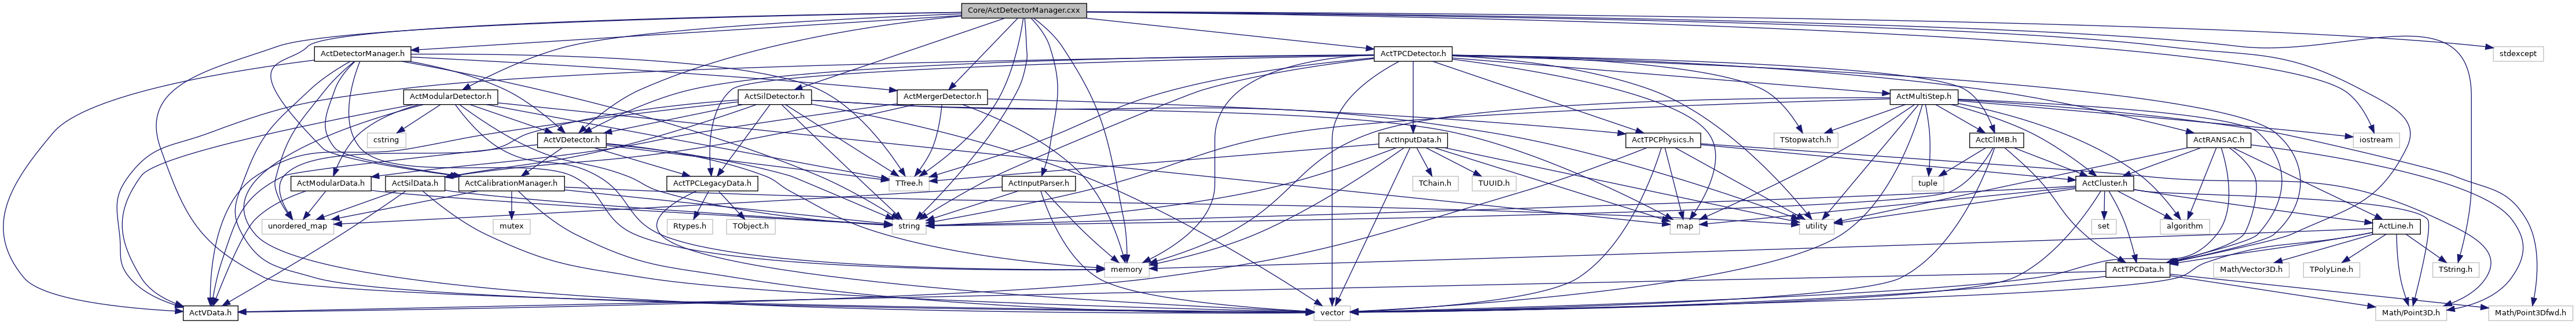 Core/ActDetectorManager.cxx
ActDetectorManager.h
ActTPCDetector.h
stdexcept
ActModularDetector.h
ActSilDetector.h
ActMergerDetector.h
ActMultiStep.h
cstring
ActVDetector.h
ActInputData.h
ActTPCPhysics.h
TStopwatch.h
ActCliMB.h
ActRANSAC.h
iostream
ActModularData.h
ActSilData.h
ActCalibrationManager.h
ActTPCLegacyData.h
TTree.h
ActInputParser.h
TChain.h
TUUID.h
tuple
ActCluster.h
unordered_map
mutex
Rtypes.h
TObject.h
string
map
utility
set
algorithm
ActLine.h
memory
ActTPCData.h
Math/Vector3D.h
TPolyLine.h
TString.h
ActVData.h
vector
Math/Point3D.h
Math/Point3Dfwd.h